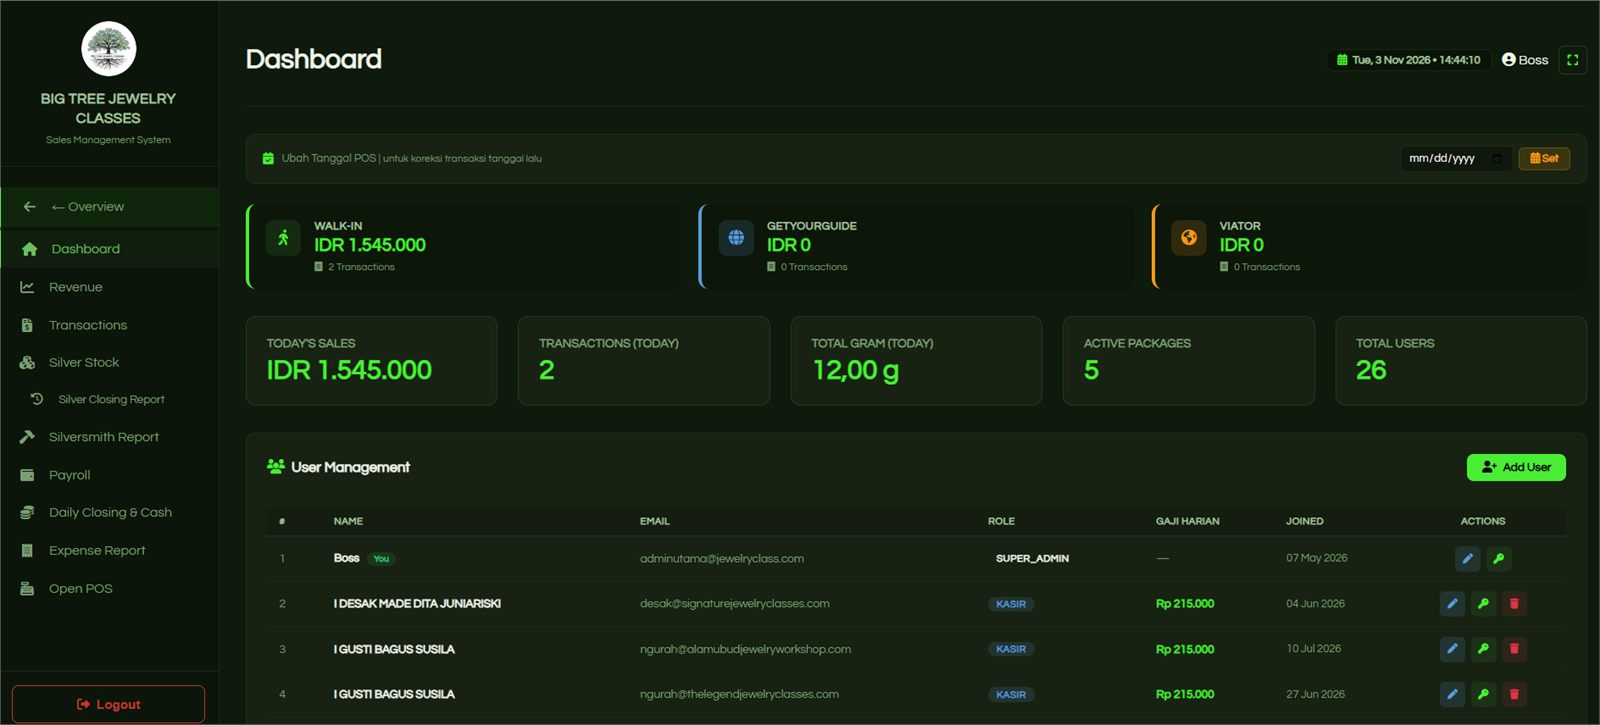 Big tree Jewelry Classes
BIG TREE JEWELRY
CLASSES
Sales Management System
← Overview
Dashboard
Revenue
Transactions
Silver Stock
Silver Closing Report
Silversmith Report
Payroll
Daily Closing & Cash
Expense Report
Open POS
Logout
Dashboard
Tue, 3 Nov 2026 • 14:44:10
Boss
Ubah Tanggal POS | untuk koreksi transaksi tanggal lalu
mm/dd/yyyy
Set
WALK-IN
IDR 1.545.000
2 Transactions
GETYOURGUIDE
IDR 0
0 Transactions
VIATOR
IDR 0
0 Transactions
TODAY'S SALES
IDR 1.545.000
TRANSACTIONS (TODAY)
2
TOTAL GRAM (TODAY)
12,00 g
ACTIVE PACKAGES
5
TOTAL USERS
26
User Management
Add User
# NAME EMAIL ROLE GAJI HARIAN JOINED ACTIONS
1 Boss You adminutama@jewelryclass.com SUPER_ADMIN — 07 May 2026
2 I DESAK MADE DITA JUNIARISKI desak@signaturejewelryclasses.com KASIR Rp 215.000 04 Jun 2026
3 I GUSTI BAGUS SUSILA ngurah@alamubudjewelryworkshop.com KASIR Rp 215.000 10 Jul 2026
4 I GUSTI BAGUS SUSILA ngurah@thelegendjewelryclasses.com KASIR Rp 215.000 27 Jun 2026